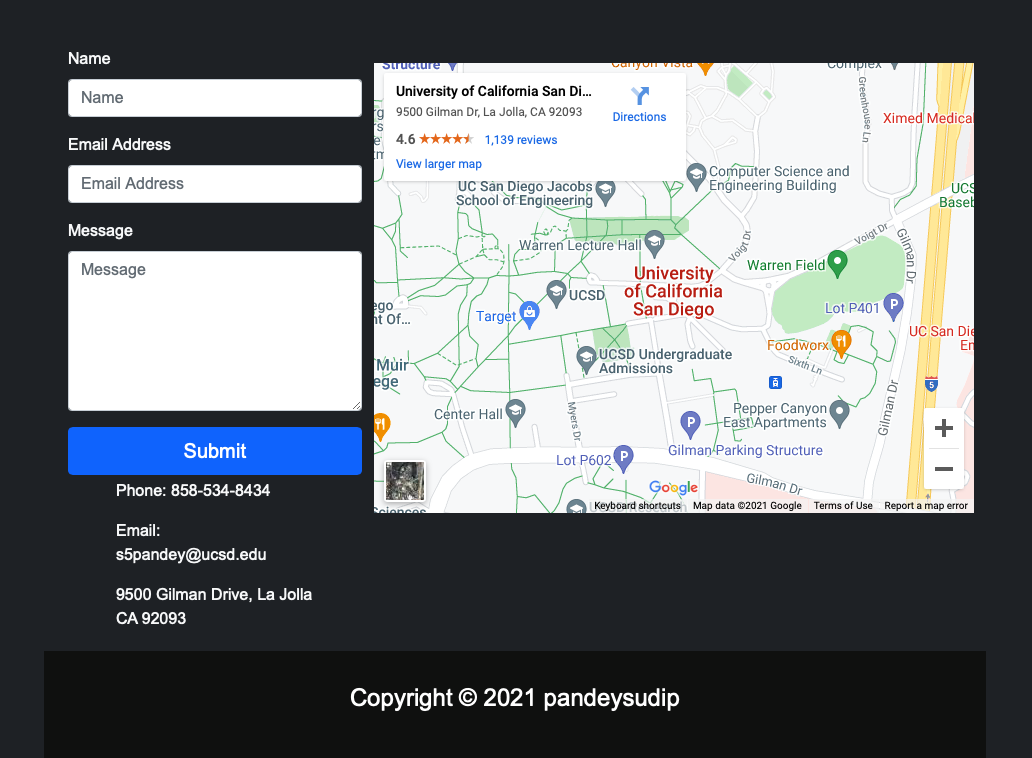 Name
Name
Email Address
Email Address
Message
Message
Submit
Phone: 858-534-8434
Email:
s5pandey@ucsd.edu
9500 Gilman Drive, La Jolla
CA 92093
Structure
Canyon Vista
Complex
University of California San Di...
9500 Gilman Dr, La Jolla, CA 92093
4.6
1,139 reviews
View larger map
Directions
Greenhouse Ln
Ximed Medical
Computer Science and
Engineering Building
UC San Diego Jacobs
School of Engineering
UCS
Baseb
Warren Lecture Hall
Voigt Dr
Voigt Dr
Gilman Dr
Warren Field
University
of California
San Diego
UCSD
Target
Lot P401
ego
nt Of...
UC San Die
En
Foodworx
Sixth Ln
UCSD Undergraduate
Admissions
Muir
ege
5
Gilman Dr
Center Hall
Myers Dr
Pepper Canyon
East Apartments
Gilman Parking Structure
Lot P602
Gilman Dr
Google
Sciences
Keyboard shortcuts
Map data ©2021 Google
Terms of Use
Report a map error
Copyright © 2021 pandeysudip